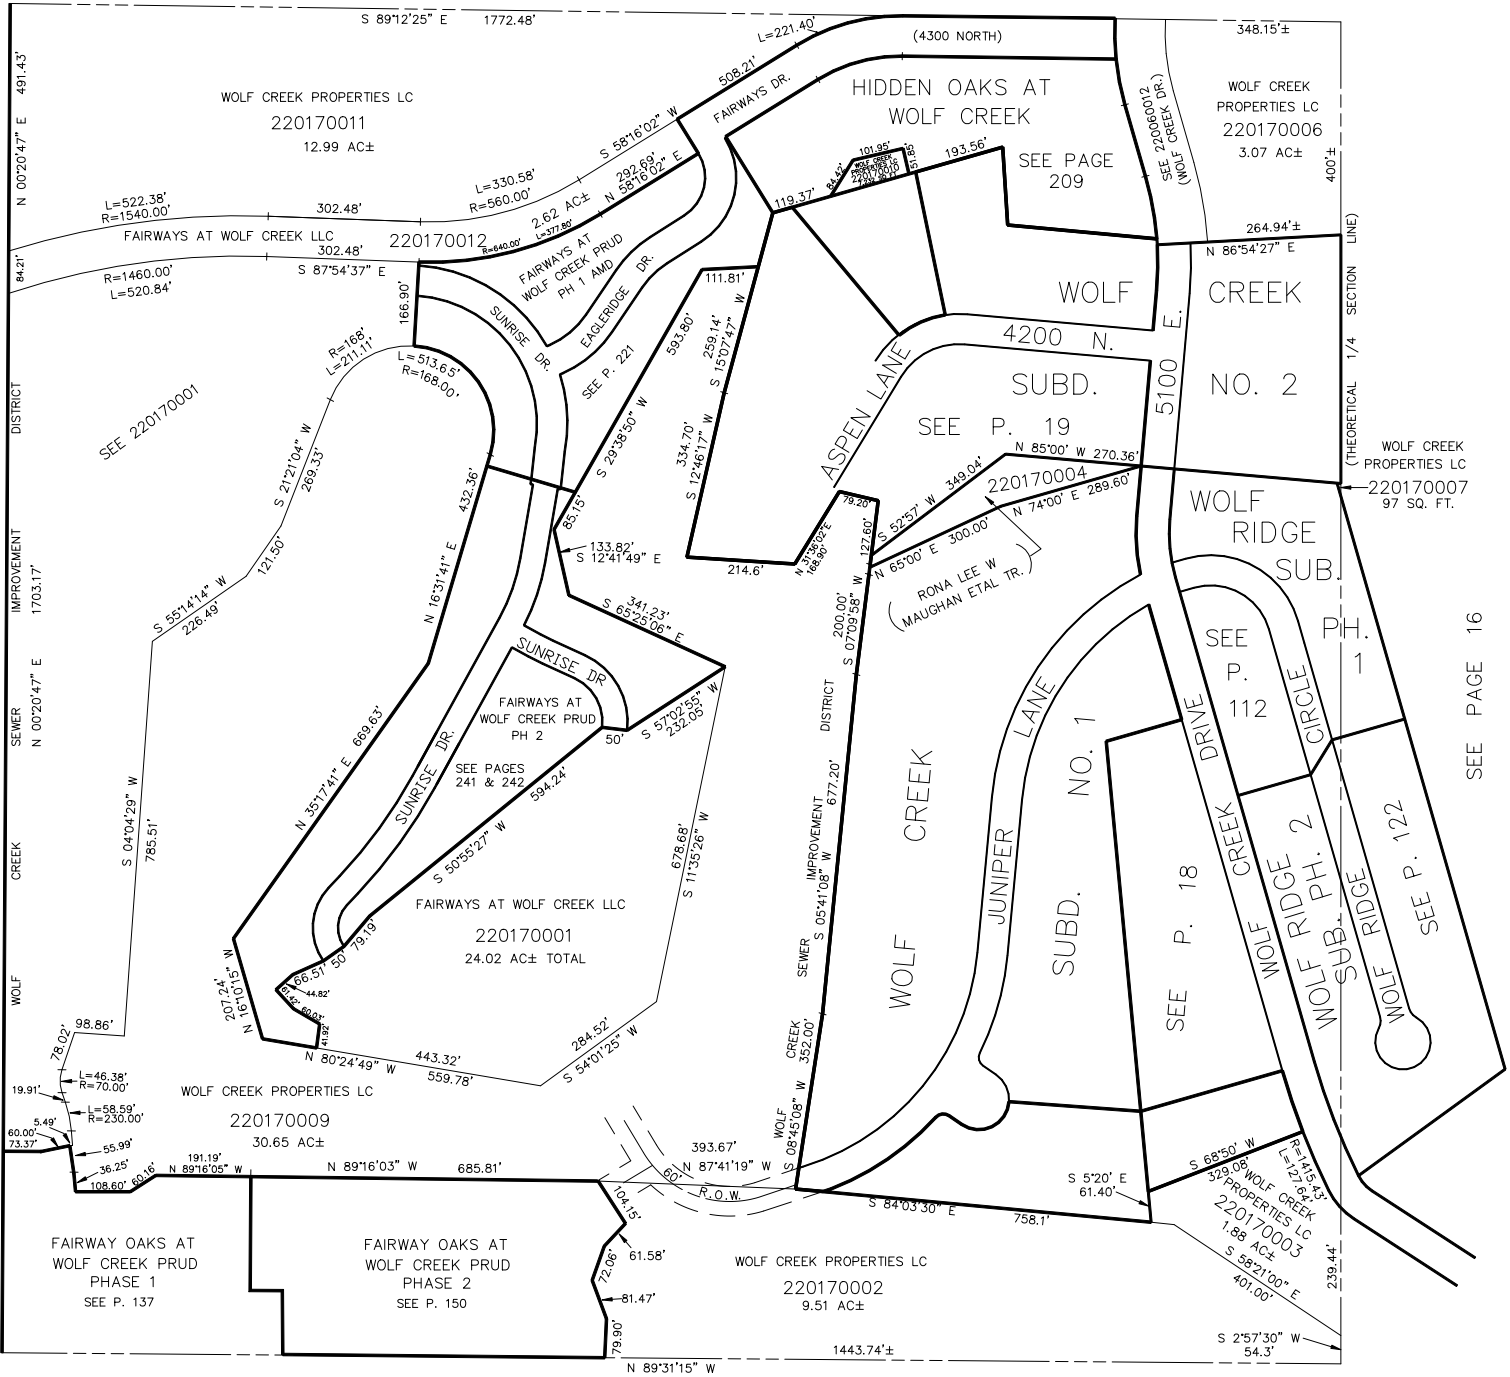 S 89°12'25" E 1772.48'
L=221.40'
(4300 NORTH)
348.15'±
N 00°20'47" E 491.43'
WOLF CREEK PROPERTIES LC
220170011
12.99 AC±
508.21'
FAIRWAYS DR.
HIDDEN OAKS AT
WOLF CREEK
SEE 220060012
(WOLF CREEK DR.)
WOLF CREEK
PROPERTIES LC
220170006
3.07 AC±
400'±
S 58°16'02" W
101.95'
51.85'
193.56'
WOLF CREEK
PROPERTIES LC
220170010
84.42'
119.37'
SEE PAGE
209
L=522.38'
R=1540.00'
302.48'
L=330.58'
R=560.00'
2.62 AC±
292.69'
N 58°16'02" E
FAIRWAYS AT WOLF CREEK LLC
220170012
R=640.00'
L=377.80'
302.48'
S 87°54'37" E
84.21'
R=1460.00'
L=520.84'
FAIRWAYS AT
WOLF CREEK PRUD
PH 1 AMD
264.94'±
N 86°54'27" E
(THEORETICAL 1/4 SECTION LINE)
166.90'
SUNRISE DR.
EAGLERIDGE DR.
SEE P. 221
111.81'
593.80'
259.14'
S 15°07'47" W
WOLF CREEK
4200 N.
5100 E.
SUBD. NO. 2
SEE P. 19
ASPEN LANE
R=168'
L=211.11'
L=513.65'
R=168.00'
SEE 220170001
S 21°21'04" W
269.33'
S 29°38'50" W
334.70'
S 12°46'17" W
432.36'
N 16°31'41" E
85.15'
133.82'
S 12°41'49" E
121.50'
S 55°14'14" W
226.49'
N 85°00' W 270.36'
349.04'
S 52°57' W
220170004
N 74°00' E 289.60'
79.20'
127.60'
N 31°36'02" E
168.90'
214.6'
N 65°00' E 300.00'
RONA LEE W
MAUGHAN ETAL TR.
WOLF CREEK
PROPERTIES LC
220170007
97 SQ. FT.
WOLF
RIDGE
SUB.
PH.
1
SEE PAGE 16
341.23'
S 65°25'06" E
200.00'
S 07°09'58" W
WOLF CREEK SEWER IMPROVEMENT DISTRICT
N 00°20'47" E 1703.17'
SUNRISE DR
FAIRWAYS AT
WOLF CREEK PRUD
PH 2
S 57°02'55" W
232.05'
50'
SEE PAGES
241 & 242
594.24'
SUNRISE DR.
N 35°17'41" E 669.63'
S 50°55'27" W
S 04°04'29" W
785.51'
678.68'
S 11°35'26" W
WOLF CREEK SEWER IMPROVEMENT DISTRICT
677.20'
S 05°41'08" W
WOLF CREEK
SUBD. NO. 1
JUNIPER LANE
SEE
P.
112
CIRCLE
WOLF CREEK DRIVE
SEE P. 18
WOLF RIDGE
SUB. PH. 2
WOLF RIDGE
SEE P. 122
FAIRWAYS AT WOLF CREEK LLC
220170001
24.02 AC± TOTAL
79.19'
50'
66.51'
44.82'
61.42'
60.03'
41.92'
207.24'
N 16°10'15" W
N 80°24'49" W
443.32'
559.78'
284.52'
S 54°01'25" W
98.86'
78.02'
L=46.38'
R=70.00'
19.91'
L=58.59'
R=230.00'
5.49'
60.00'
73.37'
55.99'
36.25'
108.60'
60.16'
191.19'
N 89°16'05" W
WOLF CREEK PROPERTIES LC
220170009
30.65 AC±
N 89°16'03" W 685.81'
352.00'
S 08°45'08" W
393.67'
N 87°41'19" W
60'
R.O.W.
104.15'
61.58'
72.06'
81.47'
79.90'
S 84°03'30" E 758.1'
S 5°20' E
61.40'
S 68°50' W
329.08'
R=1415.43'
L=127.64'
WOLF CREEK
PROPERTIES LC
220170003
1.88 AC±
S 58°21'00" E
401.00'
239.44'
S 2°57'30" W
54.3'
FAIRWAY OAKS AT
WOLF CREEK PRUD
PHASE 1
SEE P. 137
FAIRWAY OAKS AT
WOLF CREEK PRUD
PHASE 2
SEE P. 150
WOLF CREEK PROPERTIES LC
220170002
9.51 AC±
1443.74'±
N 89°31'15" W